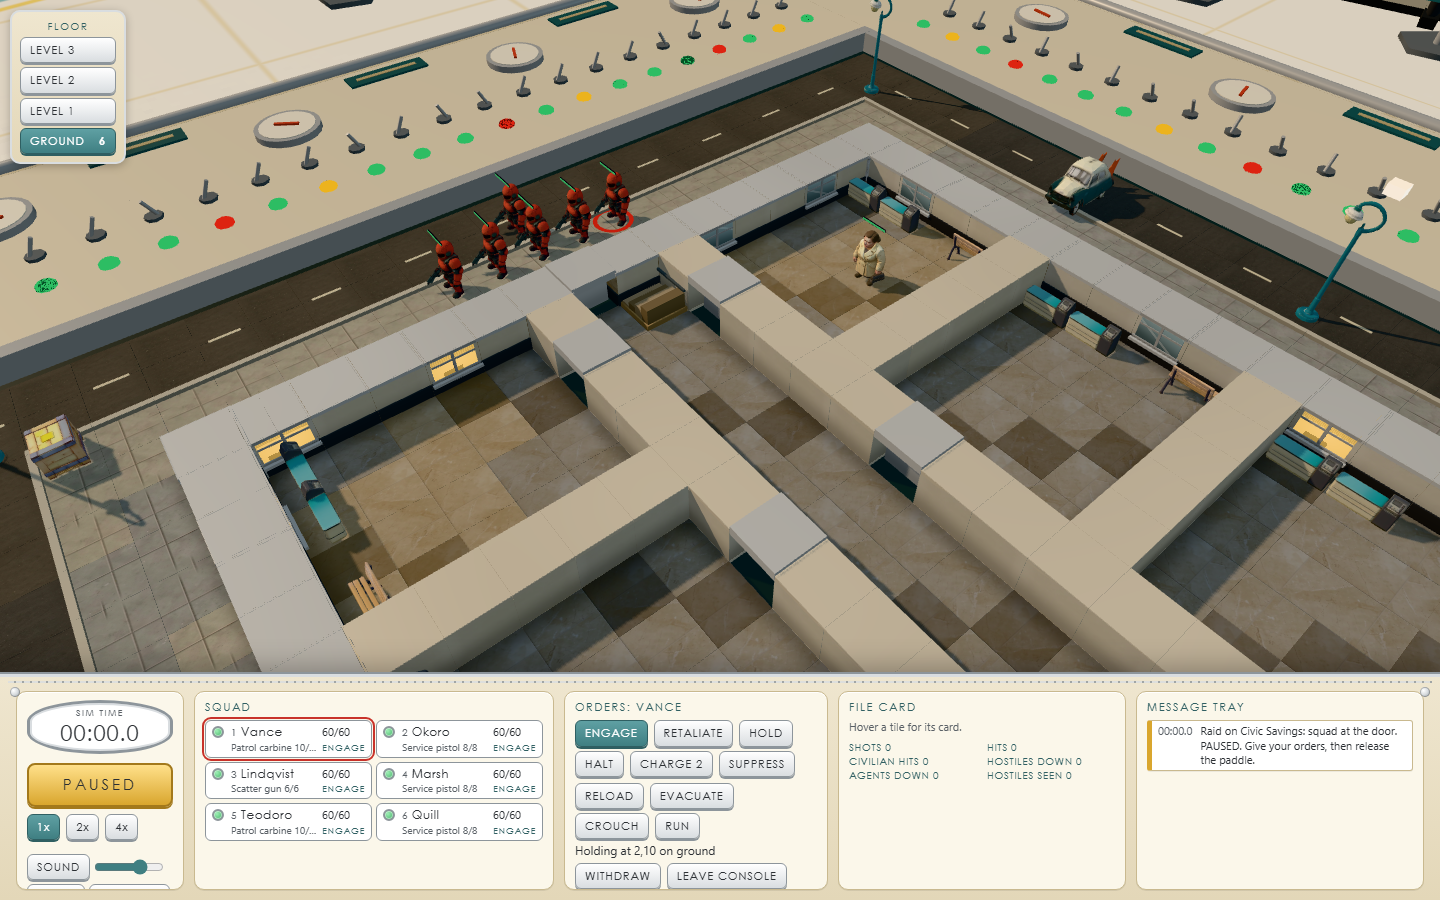 FLOOR
LEVEL 3
LEVEL 2
LEVEL 1
GROUND 6
SIM TIME
00:00.0
PAUSED
1x 2x 4x
SOUND
SQUAD
1 Vance 60/60
Patrol carbine 10/... ENGAGE
2 Okoro 60/60
Service pistol 8/8 ENGAGE
3 Lindqvist 60/60
Scatter gun 6/6 ENGAGE
4 Marsh 60/60
Service pistol 8/8 ENGAGE
5 Teodoro 60/60
Patrol carbine 10/... ENGAGE
6 Quill 60/60
Service pistol 8/8 ENGAGE
ORDERS: VANCE
ENGAGE RETALIATE HOLD
HALT CHARGE 2 SUPPRESS
RELOAD EVACUATE
CROUCH RUN
Holding at 2,10 on ground
WITHDRAW LEAVE CONSOLE
FILE CARD
Hover a tile for its card.
SHOTS 0 HITS 0
CIVILIAN HITS 0 HOSTILES DOWN 0
AGENTS DOWN 0 HOSTILES SEEN 0
MESSAGE TRAY
00:00.0 Raid on Civic Savings: squad at the door.
PAUSED. Give your orders, then release
the paddle.